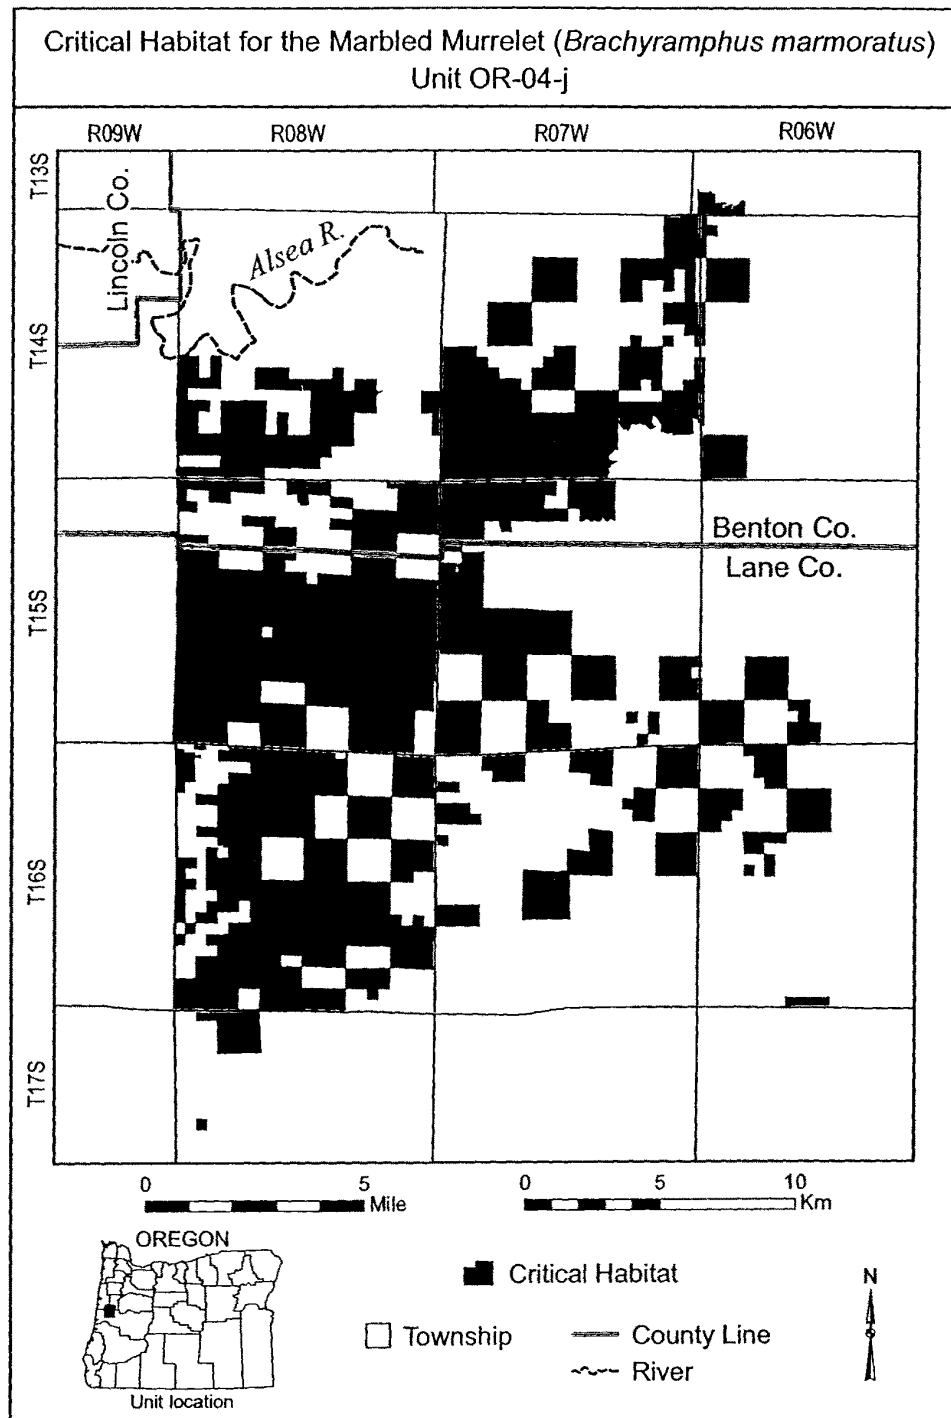 Critical Habitat for the Marbled Murrelet (Brachyramphus marmoratus)
Unit OR-04-j
R09W R08W R07W R06W
T13S
Lincoln Co.
Alsea R.
T14S
Benton Co.
Lane Co.
T15S
T16S
T17S
0 5 Mile
0 5 10 Km
OREGON
Unit location
Critical Habitat
Township
County Line
River
N